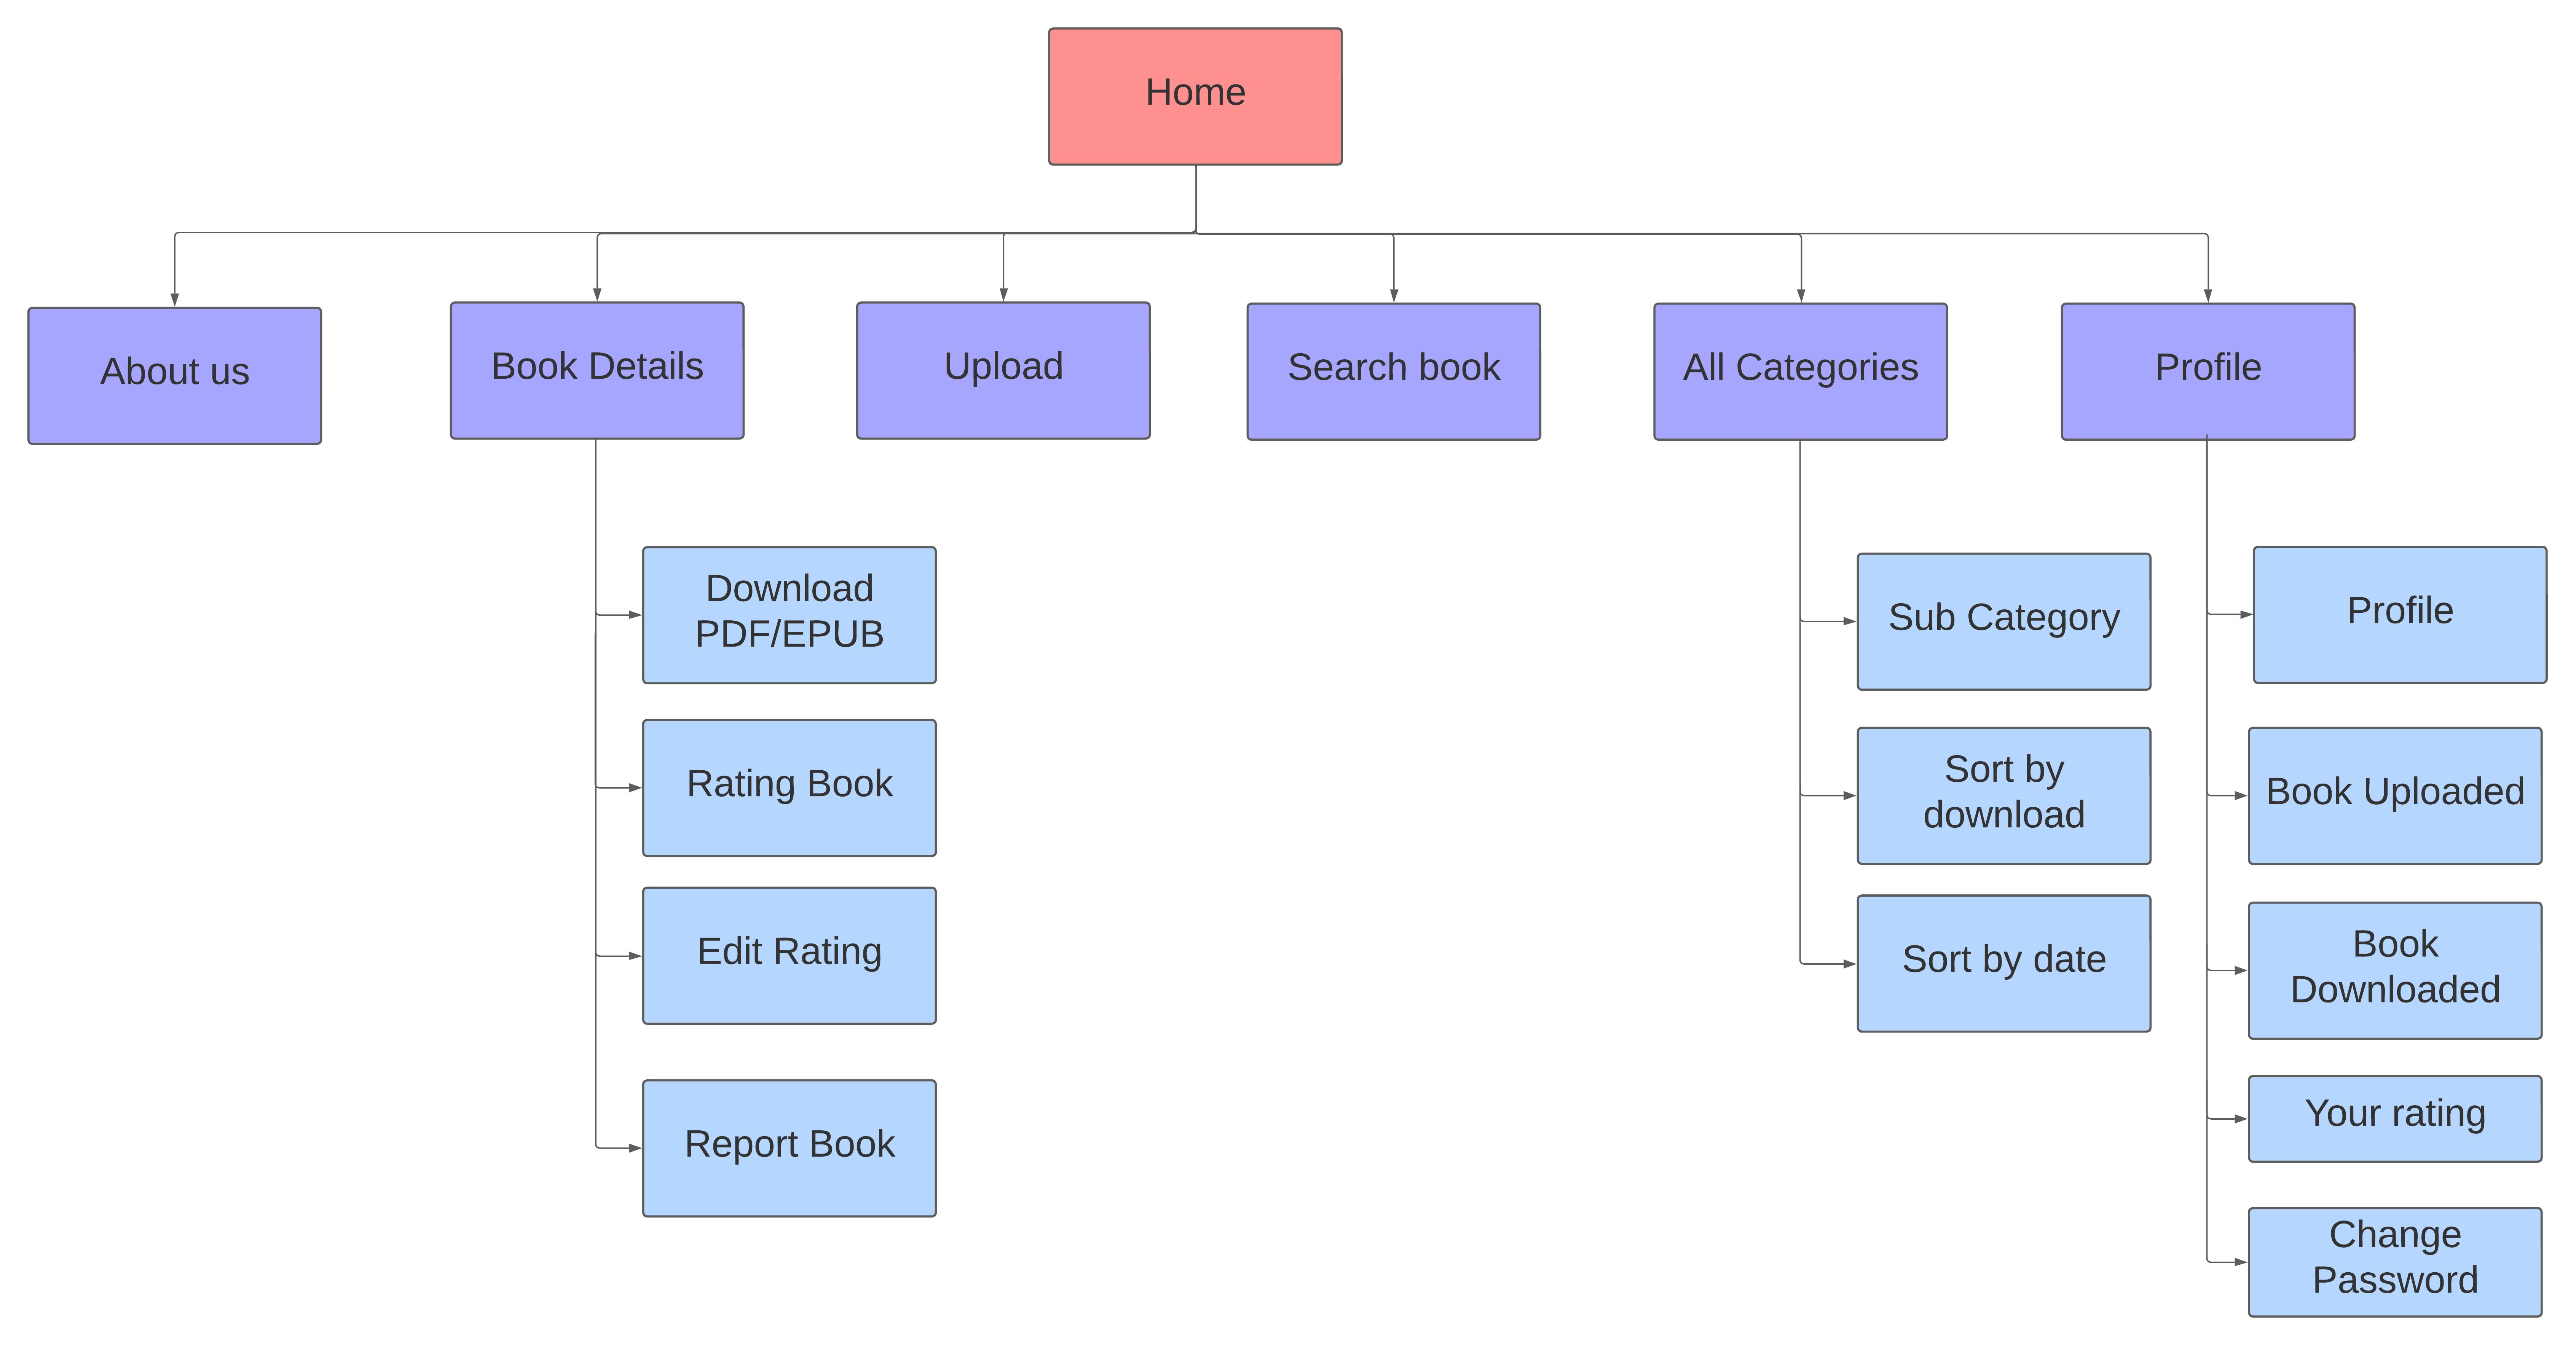 Home
About us
Book Details
Upload
Search book
All Categories
Profile
Download
PDF/EPUB
Rating Book
Edit Rating
Report Book
Sub Category
Sort by
download
Sort by date
Profile
Book Uploaded
Book
Downloaded
Your rating
Change
Password